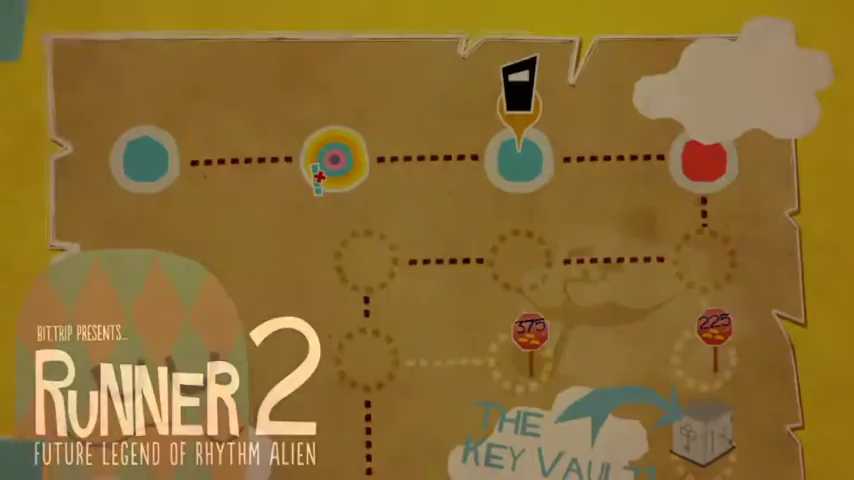 375
225
BIT.TRIP PRESENTS...
RUNNER 2
FUTURE LEGEND OF RHYTHM ALIEN
THE
KEY VAULT!